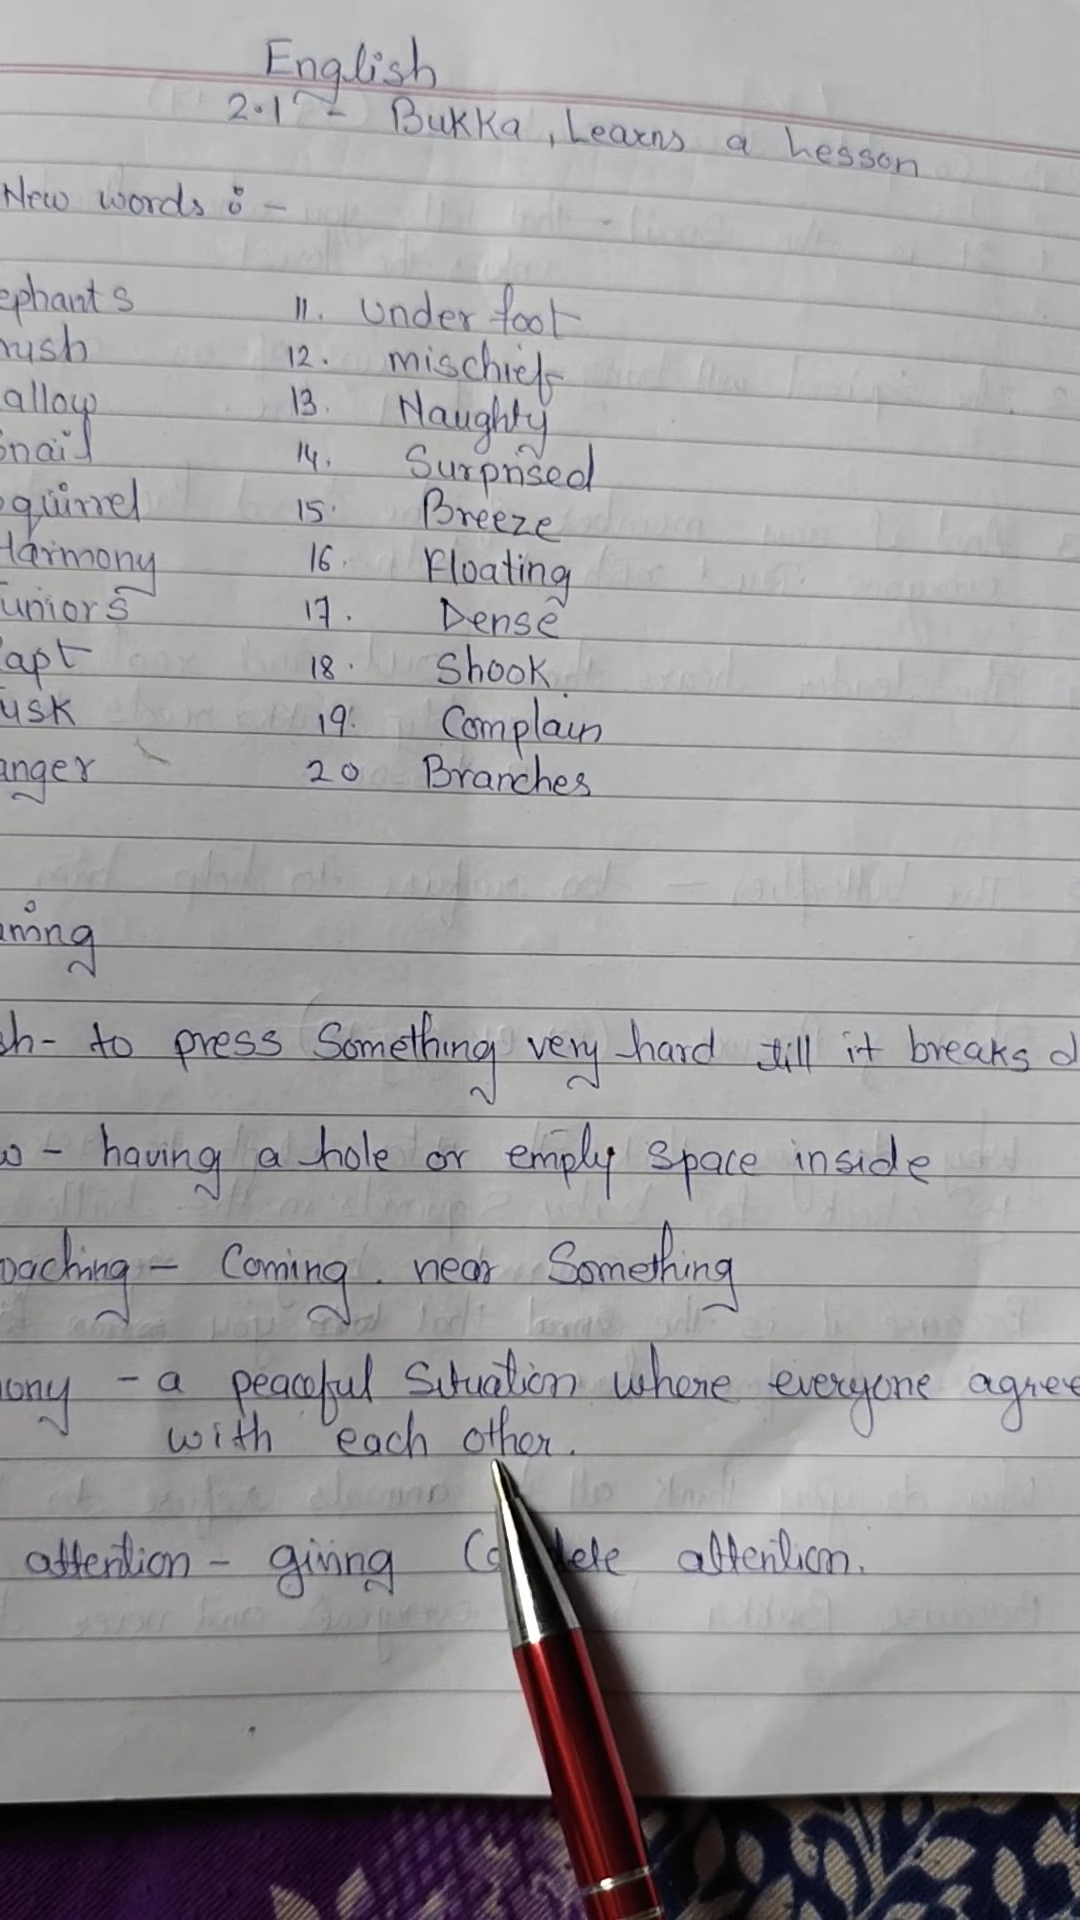 English
2.1 - Bukka, Learns a Lesson
New words :-
ephants 11. Underfoot
rush 12. mischief
allow 13. Naughty
nail 14. Surprised
quirrel 15. Breeze
Harmony 16. Floating
uniors 17. Dense
apt 18. Shook.
usk 19. Complain
anger 20 Branches
aning
sh- to press Something very hard till it breaks d
w - having a hole or emply space inside
oaching - Coming. near Something
ony - a peaceful Situation where everyone agree
with each other.
attention - giving attention.